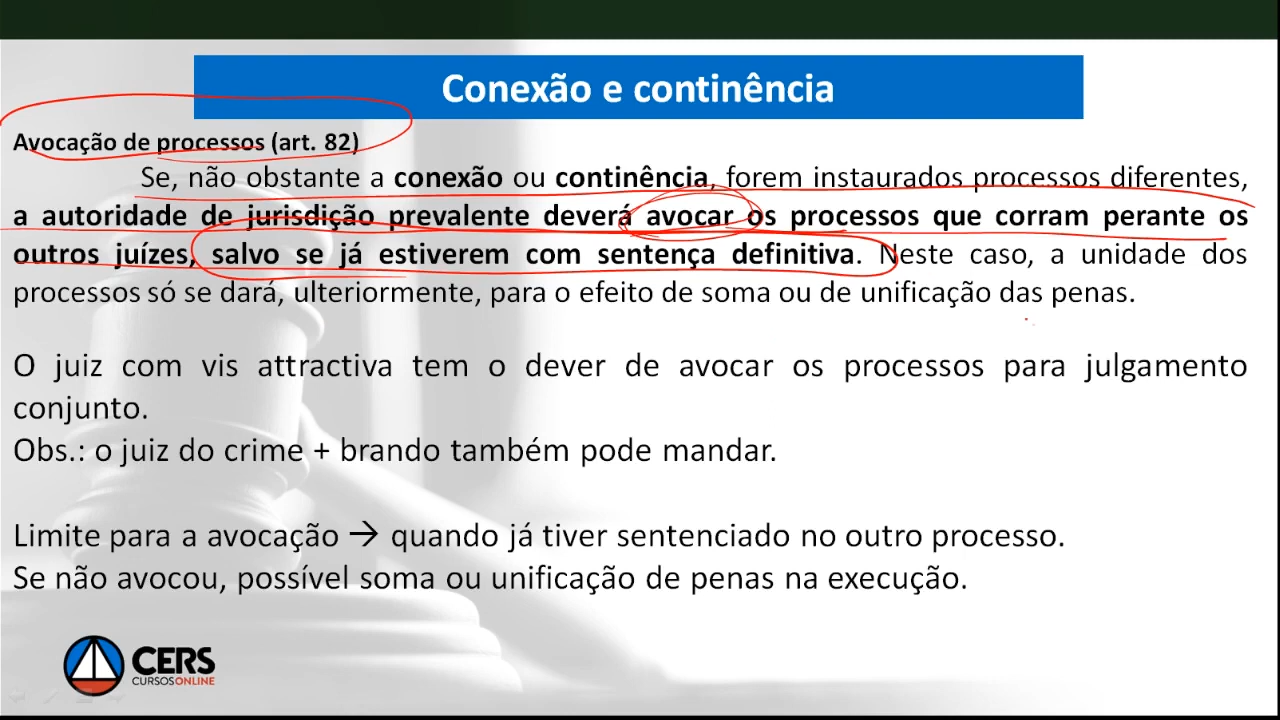 Conexão e continência
Avocação de processos (art. 82)
Se, não obstante a conexão ou continência, forem instaurados processos diferentes,
a autoridade de jurisdição prevalente deverá avocar os processos que corram perante os
outros juízes, salvo se já estiverem com sentença definitiva. Neste caso, a unidade dos
processos só se dará, ulteriormente, para o efeito de soma ou de unificação das penas.
O juiz com vis attractiva tem o dever de avocar os processos para julgamento
conjunto.
Obs.: o juiz do crime + brando também pode mandar.
Limite para a avocação → quando já tiver sentenciado no outro processo.
Se não avocou, possível soma ou unificação de penas na execução.
CERS
CURSOS ONLINE